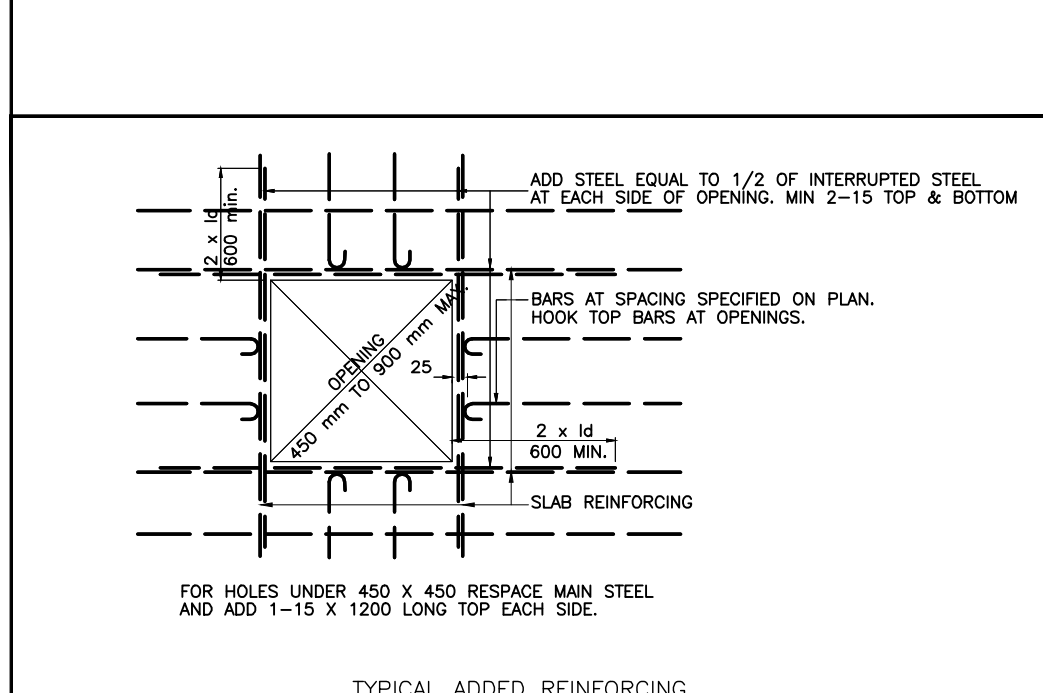 ADD STEEL EQUAL TO 1/2 OF INTERRUPTED STEEL
AT EACH SIDE OF OPENING. MIN 2-15 TOP & BOTTOM
2 x ld
600 min.
BARS AT SPACING SPECIFIED ON PLAN.
HOOK TOP BARS AT OPENINGS.
OPENING
450 mm TO 900 mm MAX.
25
2 x ld
600 MIN.
SLAB REINFORCING
FOR HOLES UNDER 450 X 450 RESPACE MAIN STEEL
AND ADD 1-15 X 1200 LONG TOP EACH SIDE.
TYPICAL ADDED REINFORCING